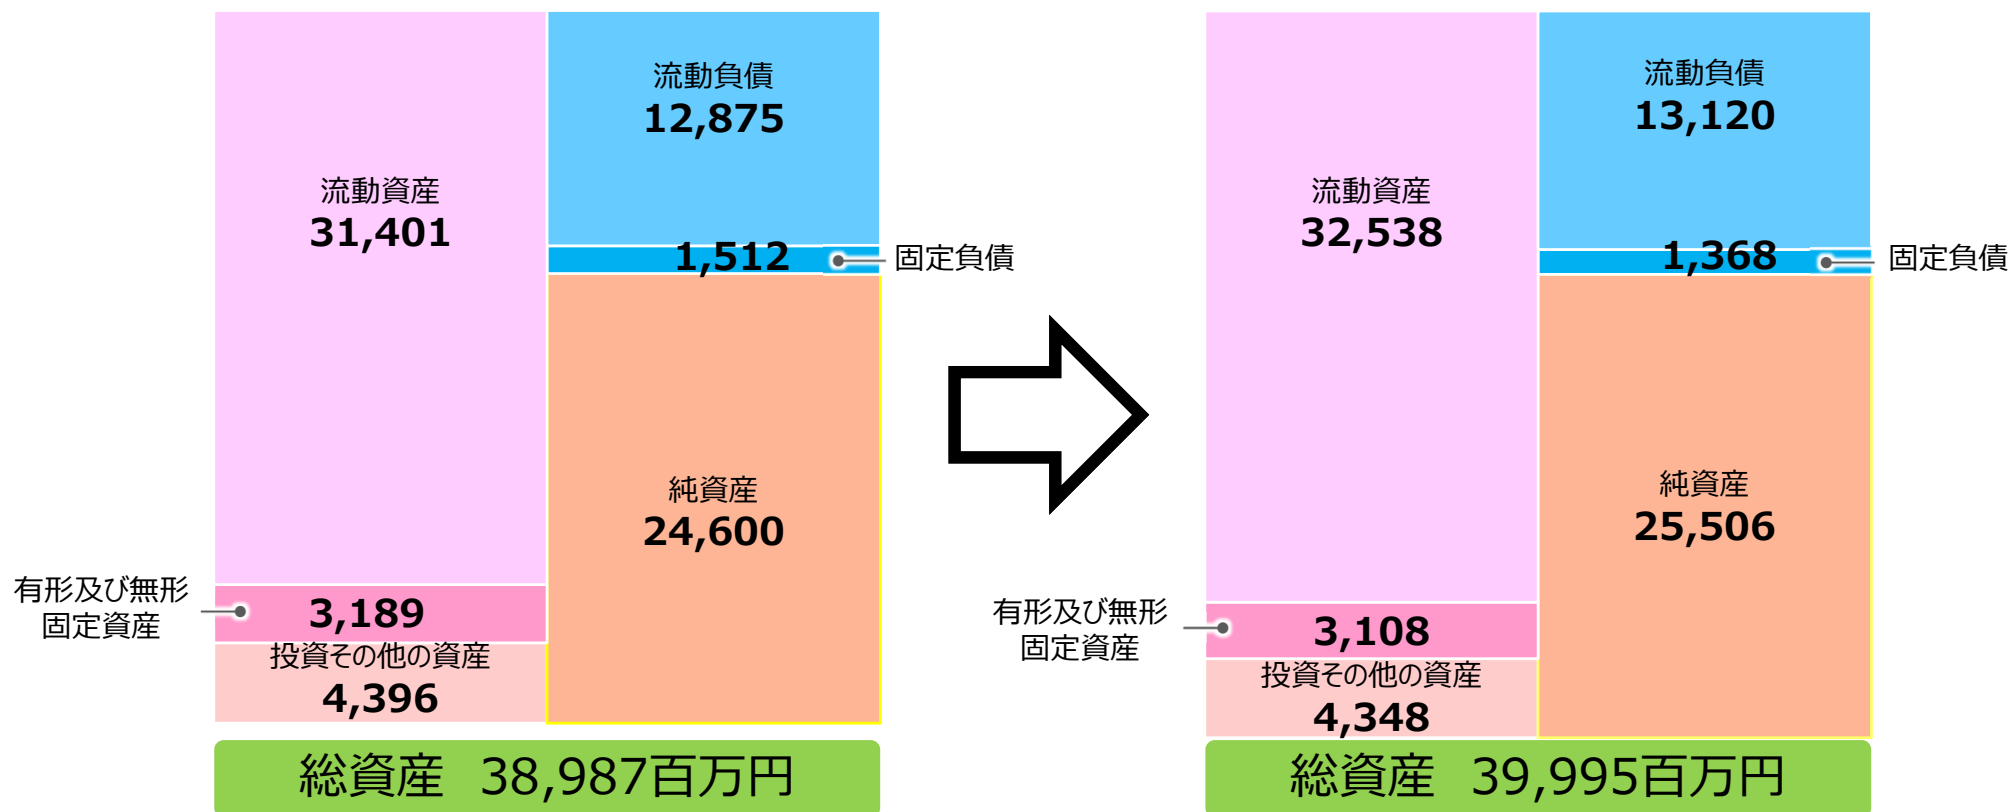 流動資産
31,401
有形及び無形
固定資産
3,189
投資その他の資産
4,396
流動負債
12,875
1,512
固定負債
純資産
24,600
総資産 38,987百万円
流動資産
32,538
有形及び無形
固定資産
3,108
投資その他の資産
4,348
流動負債
13,120
1,368
固定負債
純資産
25,506
総資産 39,995百万円